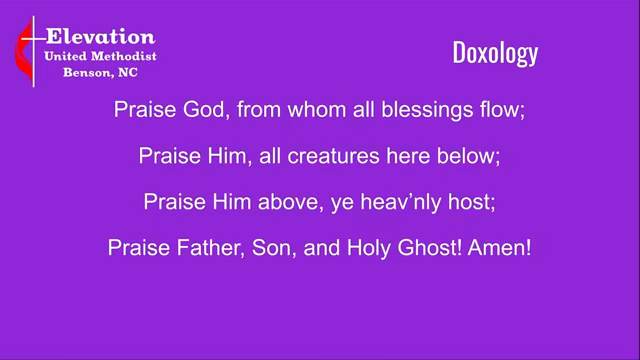 Elevation
United Methodist
Benson, NC
Doxology
Praise God, from whom all blessings flow;
Praise Him, all creatures here below;
Praise Him above, ye heav’nly host;
Praise Father, Son, and Holy Ghost! Amen!